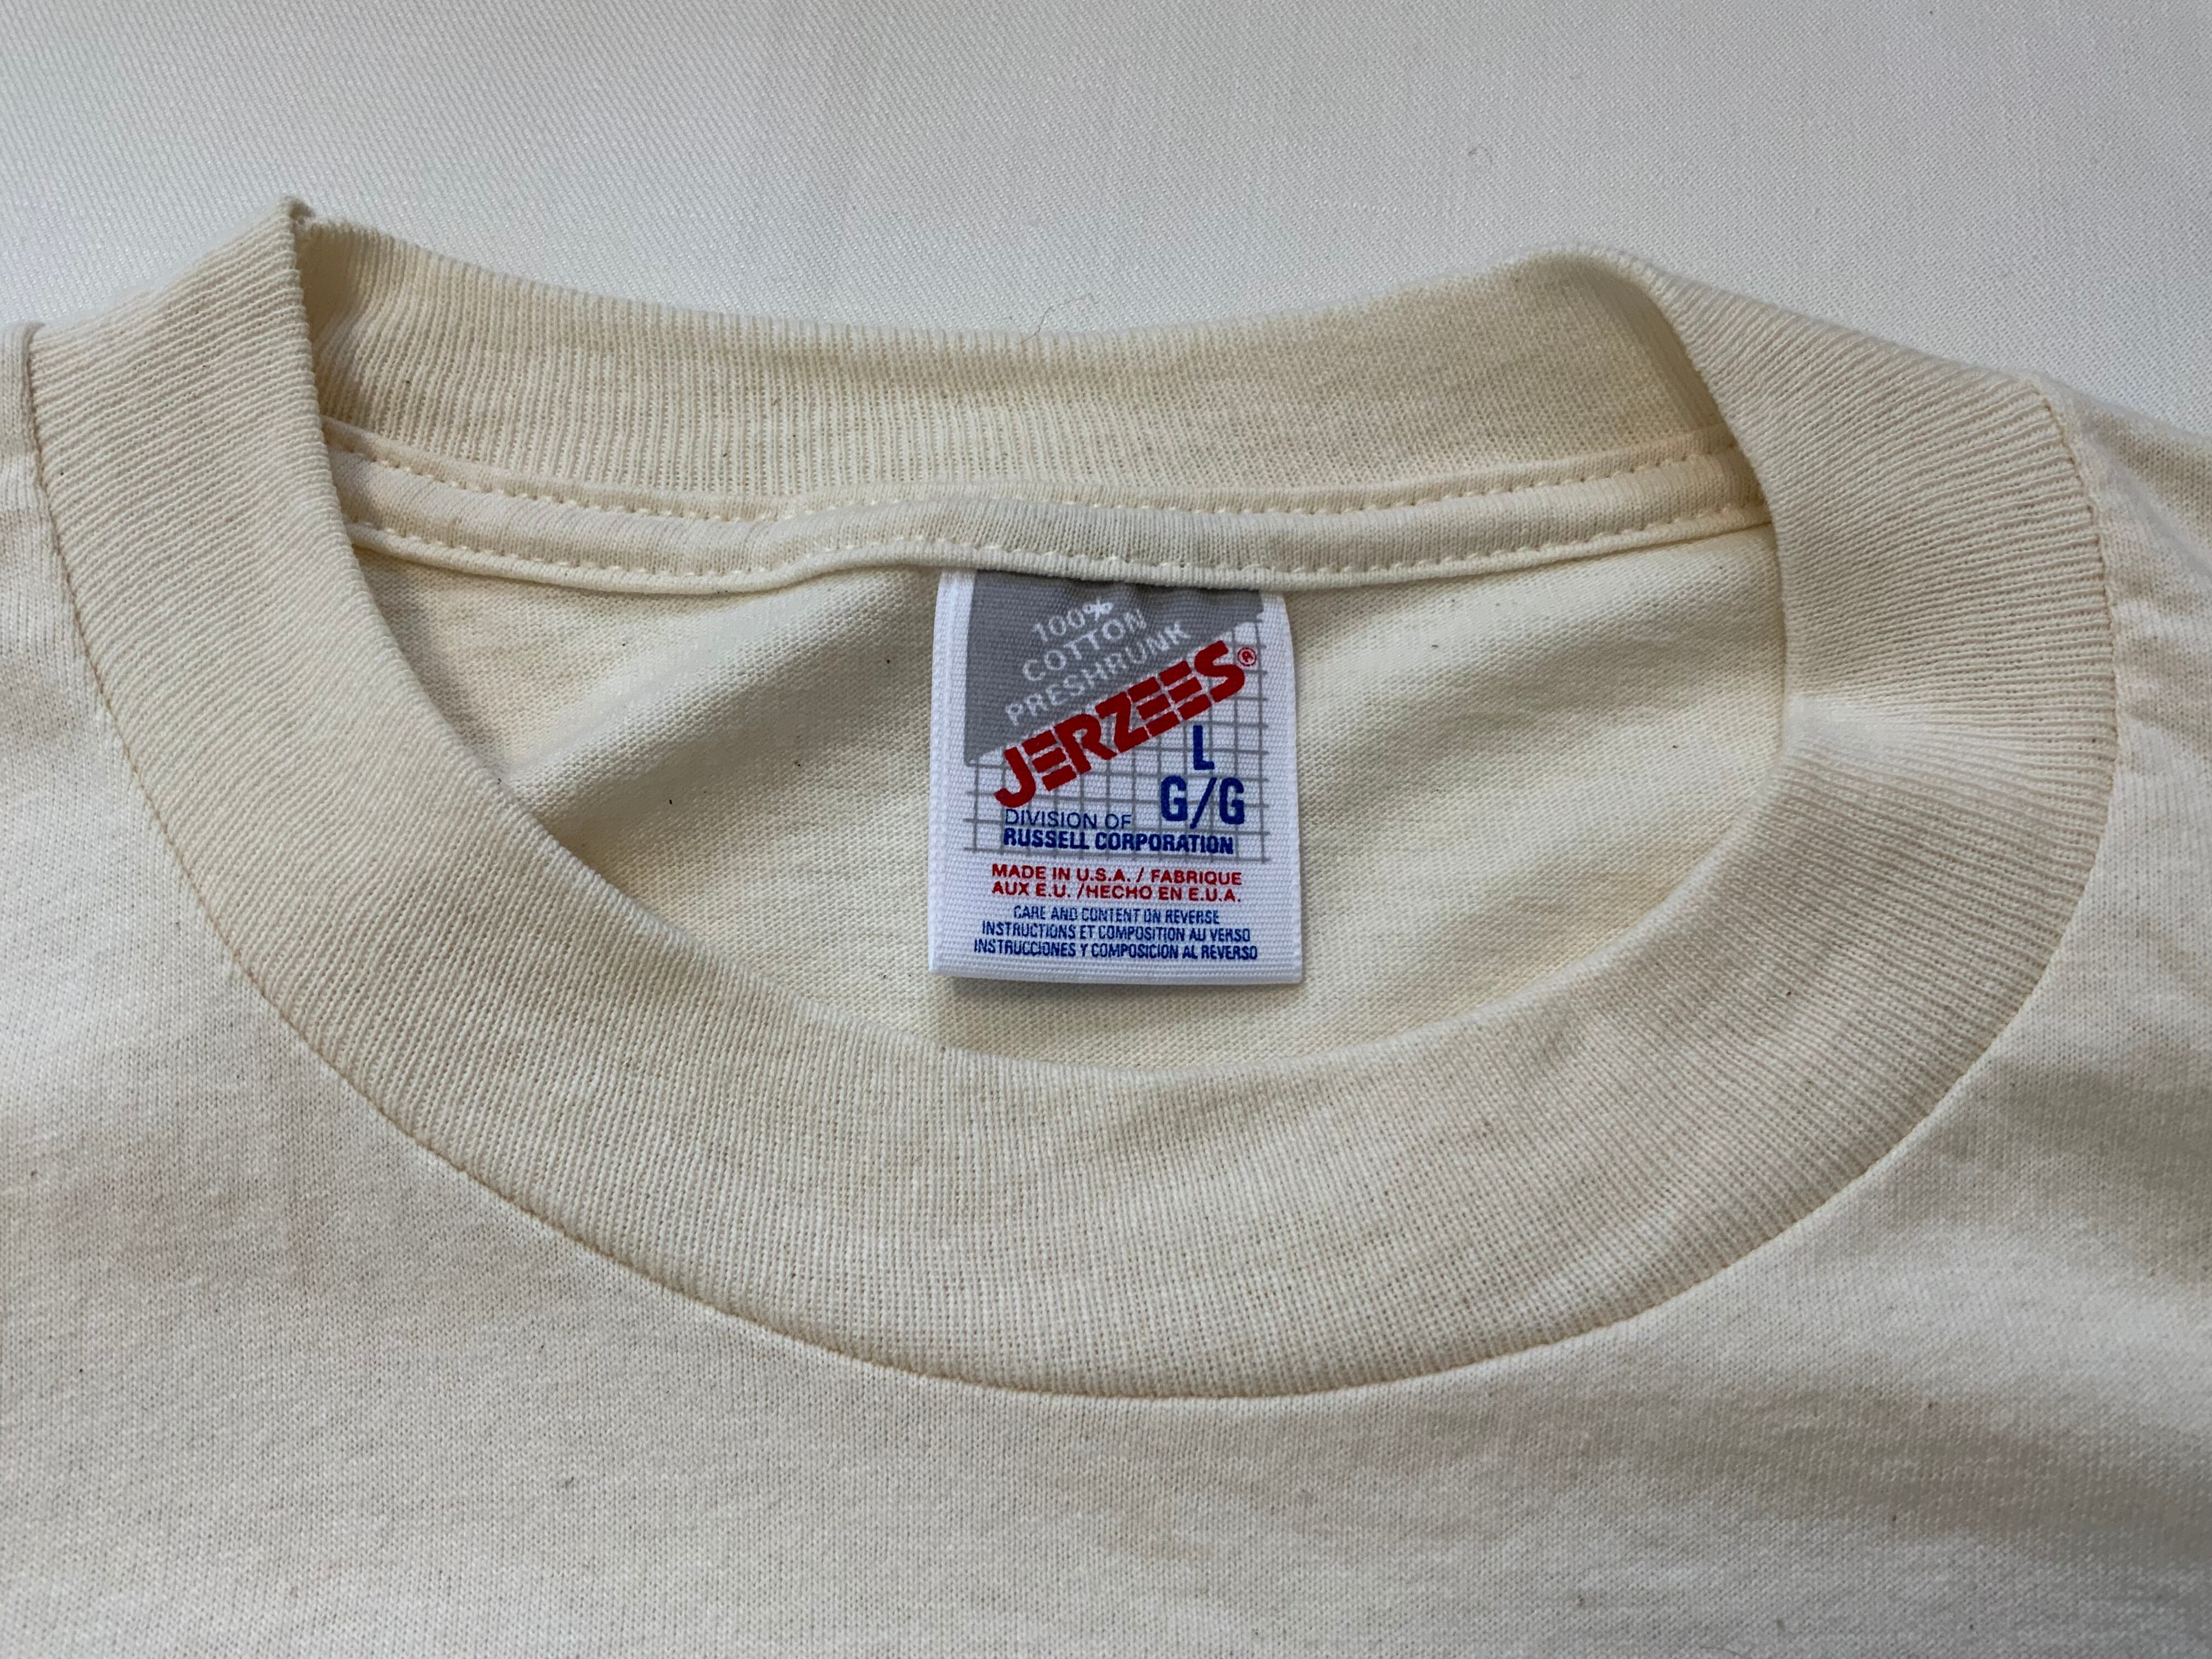 100%
COTTON
PRESHRUNK
JERZEES®
L
G/G
DIVISION OF
RUSSELL CORPORATION
MADE IN U.S.A. / FABRIQUE
AUX E.U. /HECHO EN E.U.A.
CARE AND CONTENT ON REVERSE
INSTRUCTIONS ET COMPOSITION AU VERSO
INSTRUCCIONES Y COMPOSICION AL REVERSO